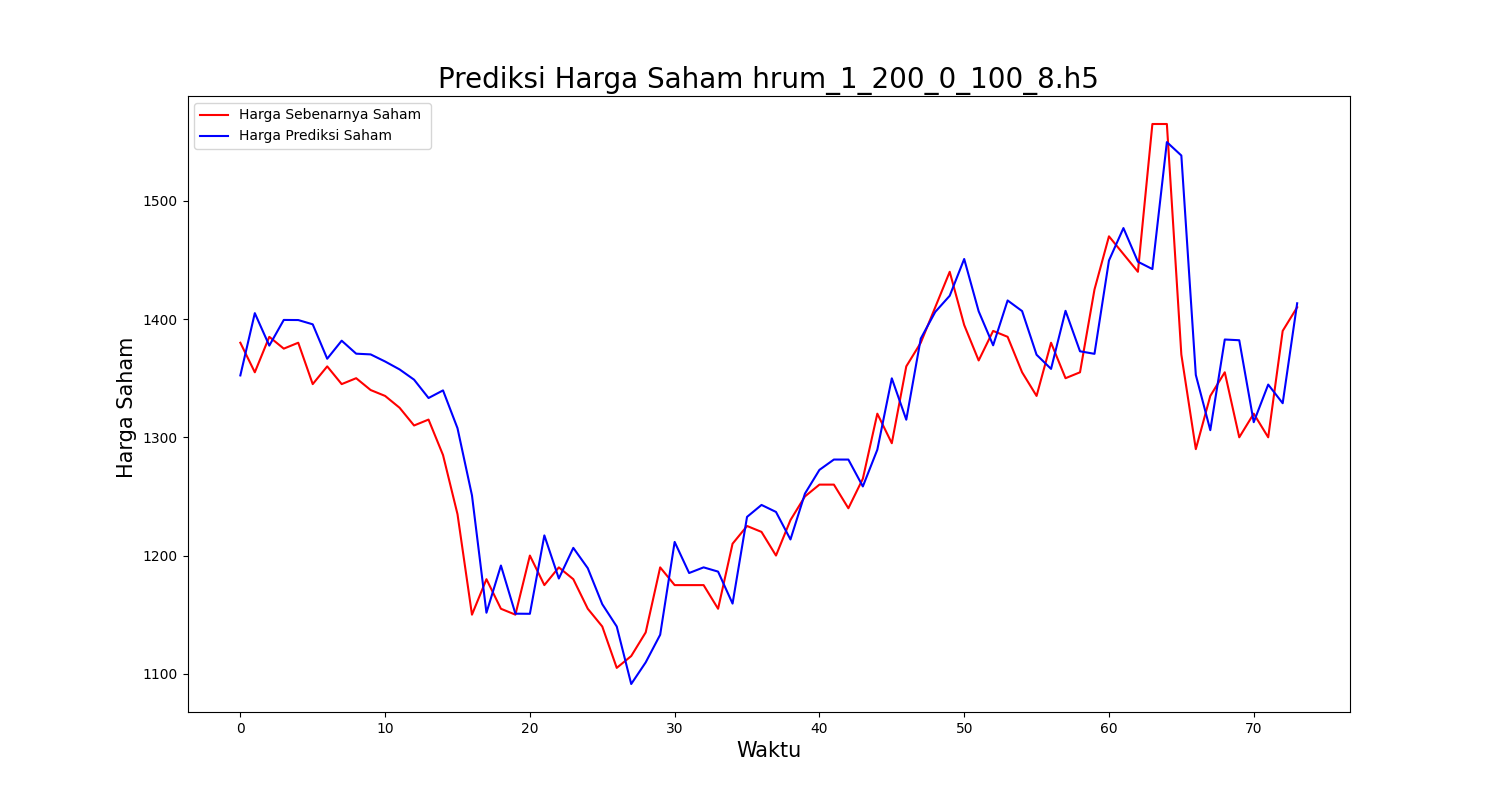 Prediksi Harga Saham hrum_1_200_0_100_8.h5
Harga Sebenarnya Saham
Harga Prediksi Saham
Harga Saham
1500
1400
1300
1200
1100
0 10 20 30 40 50 60 70
Waktu